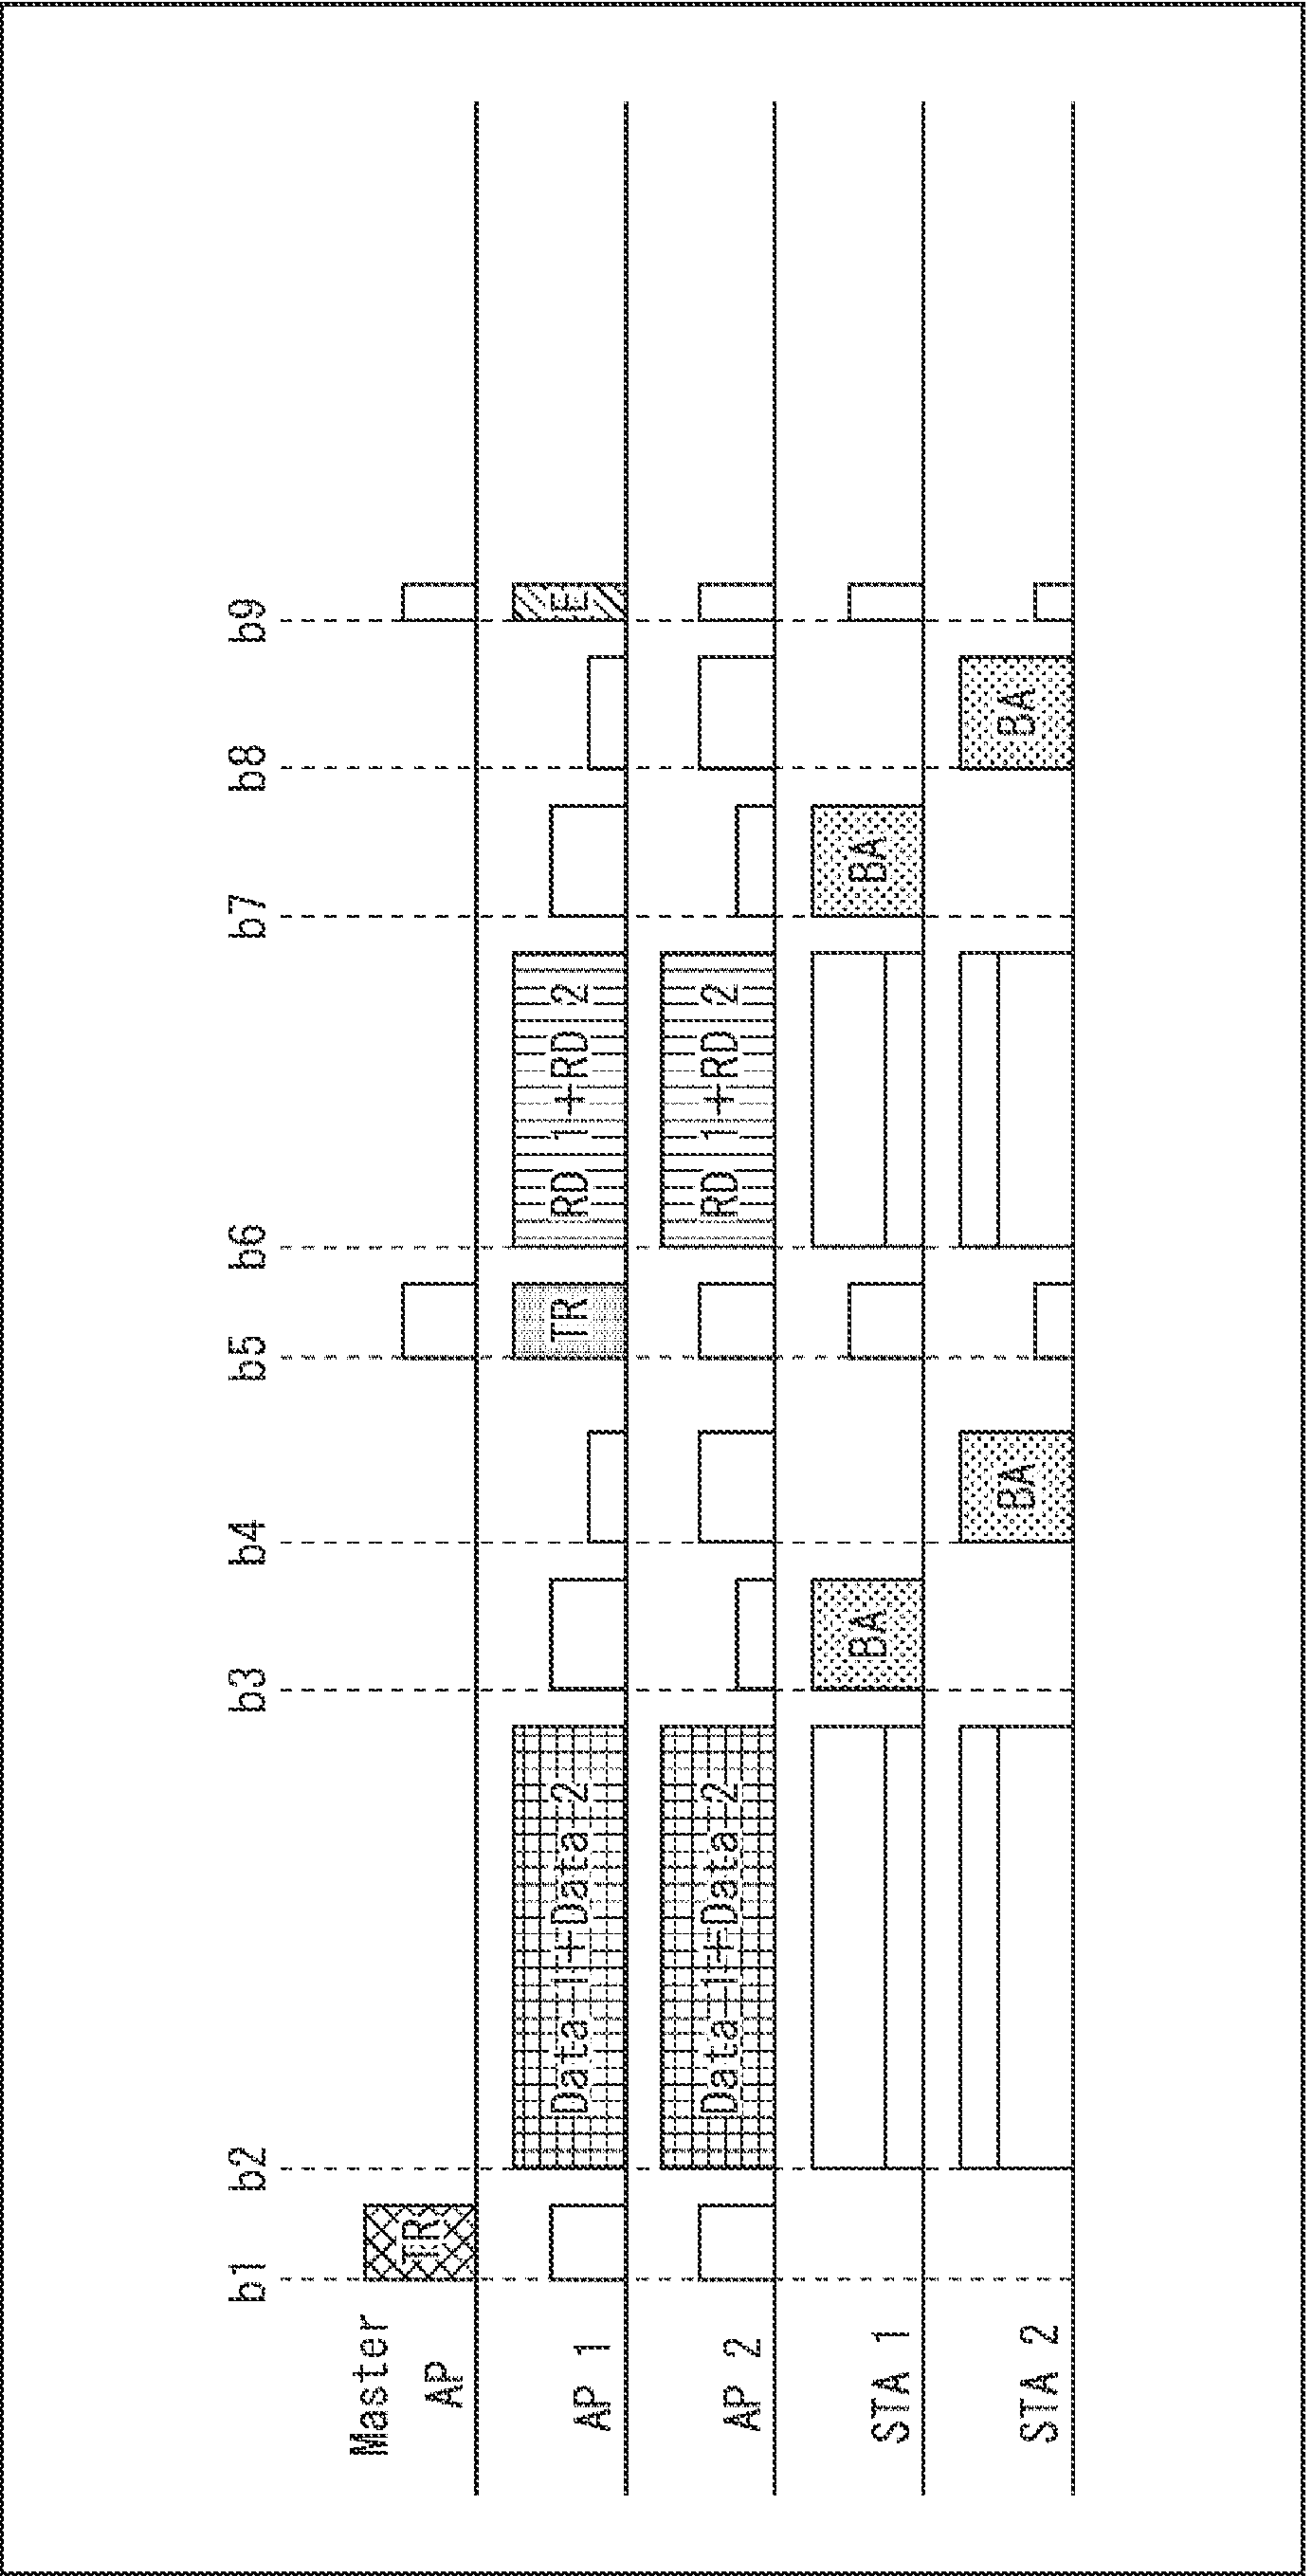 b1 b2 b3 b4 b5 b6 b7 b8 b9
Master
AP
TR
AP 1
Data 1+Data 2
TR
RD 1+RD 2
E
AP 2
Data 1+Data 2
RD 1+RD 2
STA 1
BA
BA
STA 2
BA
BA